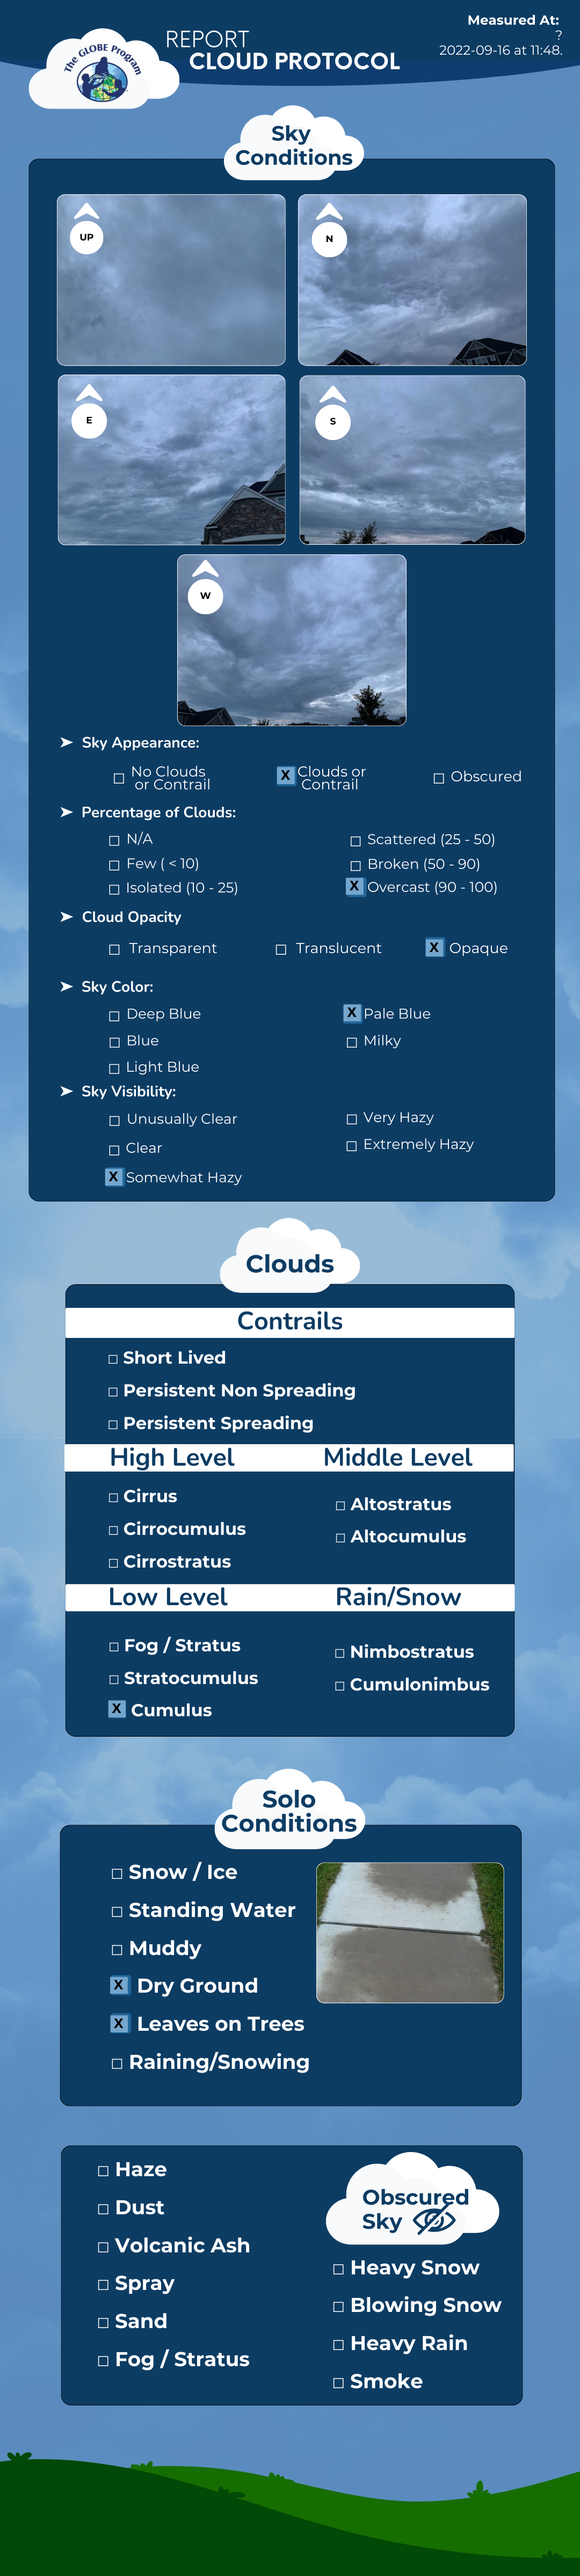 Measured At:
?
2022-09-16 at 11:48.
The GLOBE Program
REPORT
CLOUD PROTOCOL
Sky
Conditions
UP
N
E
S
W
➤ Sky Appearance:
☐ No Clouds or Contrail
X Clouds or Contrail
☐ Obscured
➤ Percentage of Clouds:
☐ N/A
☐ Few ( < 10)
☐ Isolated (10 - 25)
☐ Scattered (25 - 50)
☐ Broken (50 - 90)
X Overcast (90 - 100)
➤ Cloud Opacity
☐ Transparent
☐ Translucent
X Opaque
➤ Sky Color:
☐ Deep Blue
☐ Blue
☐ Light Blue
X Pale Blue
☐ Milky
➤ Sky Visibility:
☐ Unusually Clear
☐ Clear
X Somewhat Hazy
☐ Very Hazy
☐ Extremely Hazy
Clouds
Contrails
☐ Short Lived
☐ Persistent Non Spreading
☐ Persistent Spreading
High Level
☐ Cirrus
☐ Cirrocumulus
☐ Cirrostratus
Middle Level
☐ Altostratus
☐ Altocumulus
Low Level
☐ Fog / Stratus
☐ Stratocumulus
X Cumulus
Rain/Snow
☐ Nimbostratus
☐ Cumulonimbus
Solo
Conditions
☐ Snow / Ice
☐ Standing Water
☐ Muddy
X Dry Ground
X Leaves on Trees
☐ Raining/Snowing
☐ Haze
☐ Dust
☐ Volcanic Ash
☐ Spray
☐ Sand
☐ Fog / Stratus
Obscured
Sky
☐ Heavy Snow
☐ Blowing Snow
☐ Heavy Rain
☐ Smoke